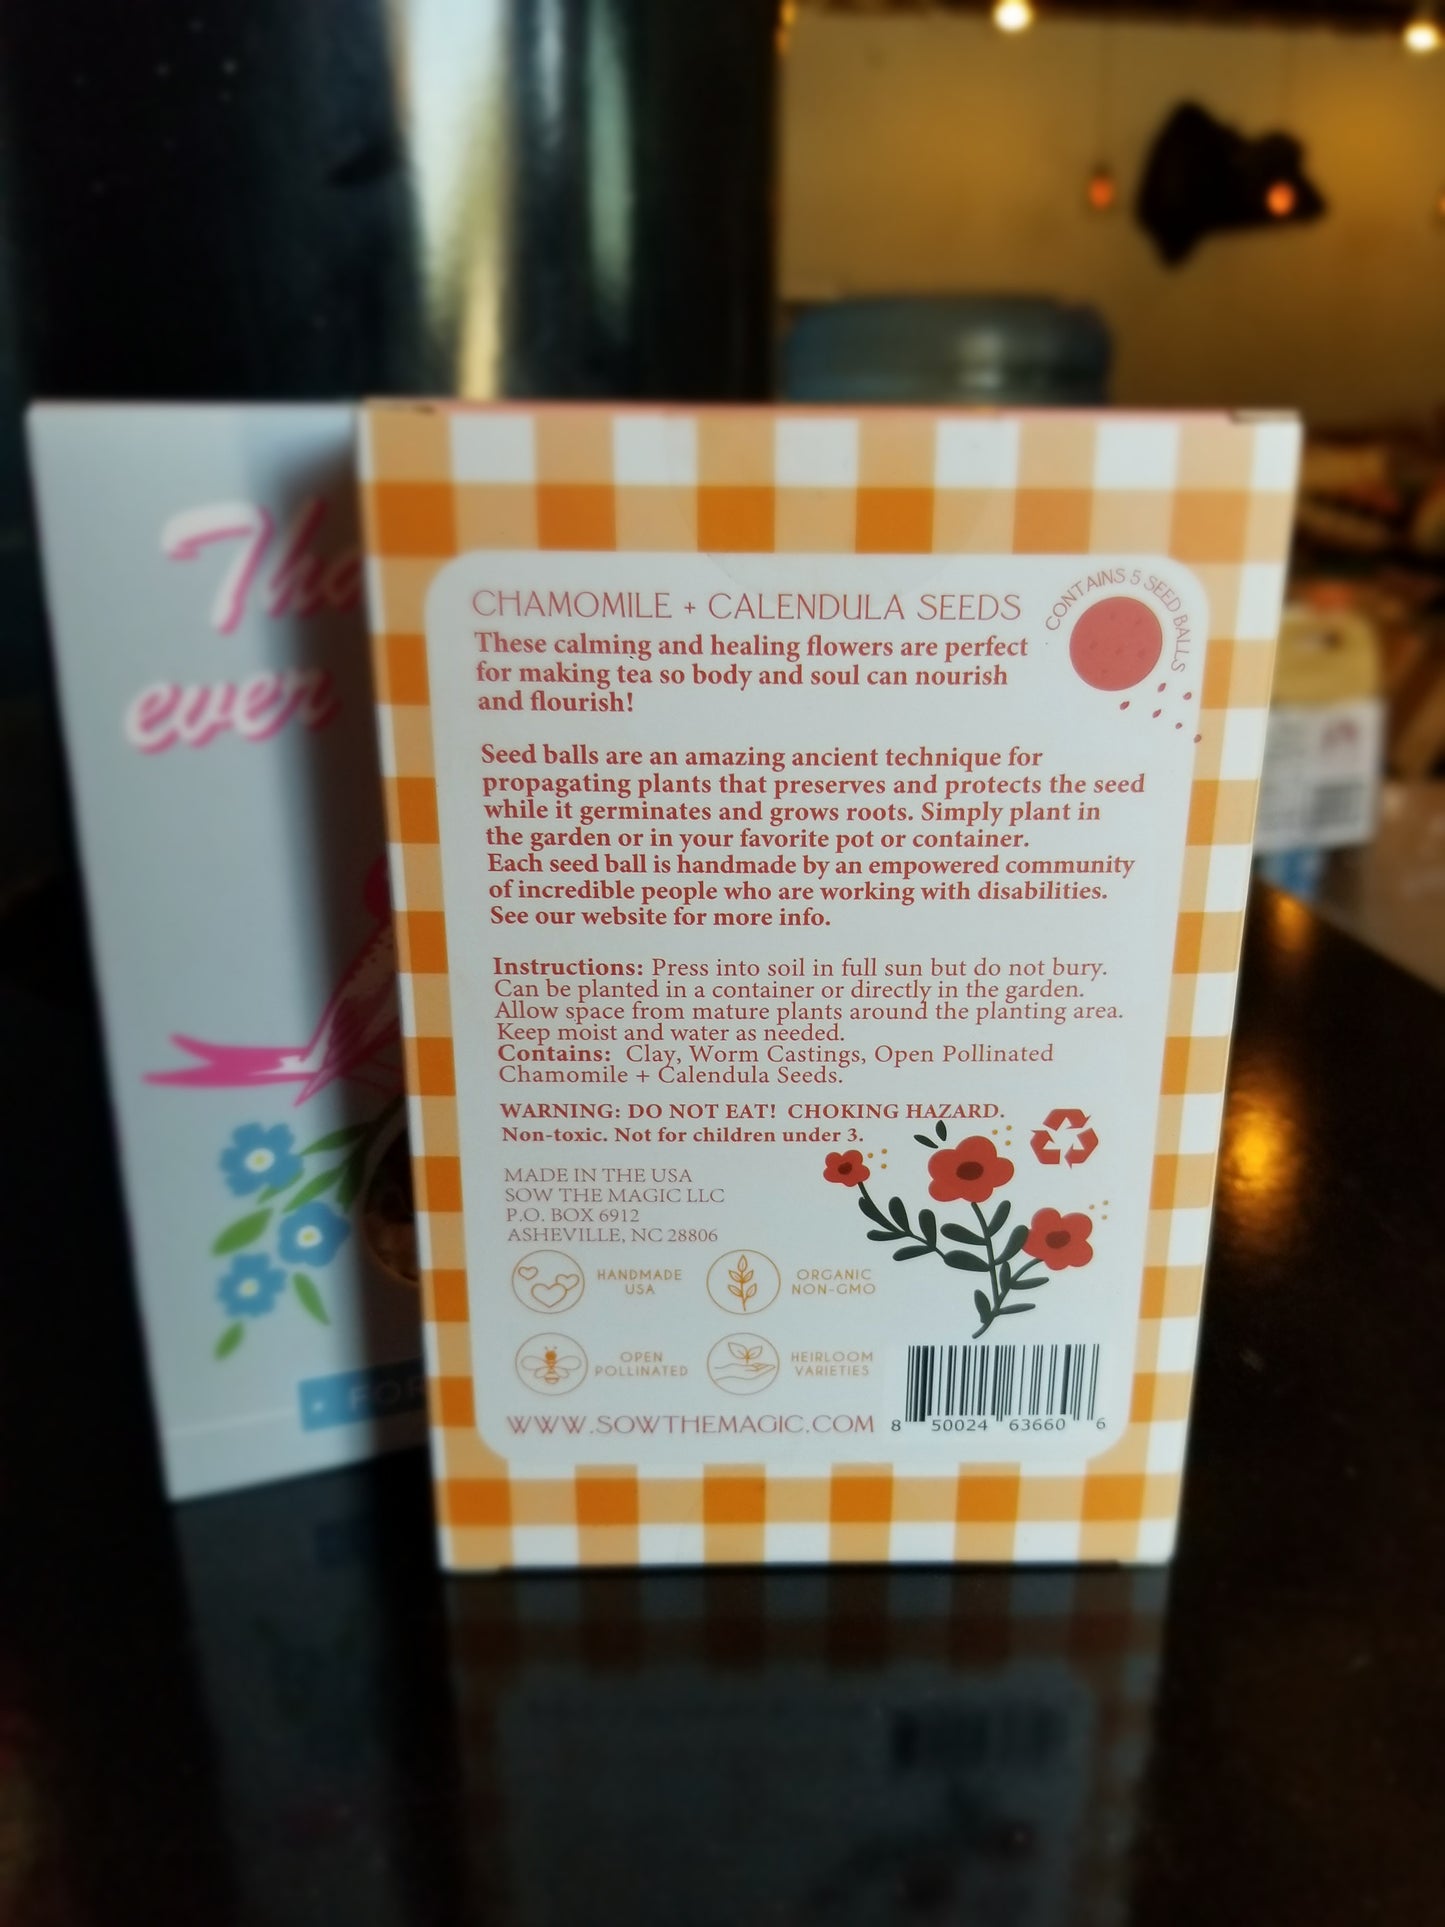 CHAMOMILE + CALENDULA SEEDS
CONTAINS 5 SEED BALLS
These calming and healing flowers are perfect
for making tea so body and soul can nourish
and flourish!
Seed balls are an amazing ancient technique for
propagating plants that preserves and protects the seed
while it germinates and grows roots. Simply plant in
the garden or in your favorite pot or container.
Each seed ball is handmade by an empowered community
of incredible people who are working with disabilities.
See our website for more info.
Instructions: Press into soil in full sun but do not bury.
Can be planted in a container or directly in the garden.
Allow space from mature plants around the planting area.
Keep moist and water as needed.
Contains: Clay, Worm Castings, Open Pollinated
Chamomile + Calendula Seeds.
WARNING: DO NOT EAT! CHOKING HAZARD.
Non-toxic. Not for children under 3.
MADE IN THE USA
SOW THE MAGIC LLC
P.O. BOX 6912
ASHEVILLE, NC 28806
HANDMADE
USA
ORGANIC
NON-GMO
OPEN
POLLINATED
HEIRLOOM
VARIETIES
WWW.SOWTHEMAGIC.COM
8 50024 63660 6
ever
FOR